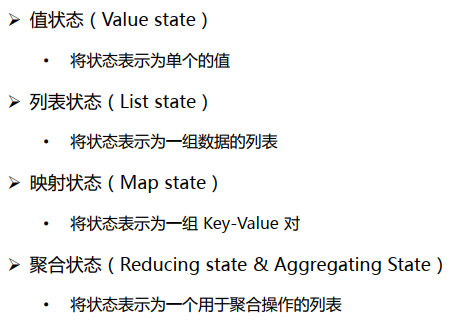 ➢ 值状态（Value state）
• 将状态表示为单个的值
➢ 列表状态（List state）
• 将状态表示为一组数据的列表
➢ 映射状态（Map state）
• 将状态表示为一组 Key-Value 对
➢ 聚合状态（Reducing state & Aggregating State）
• 将状态表示为一个用于聚合操作的列表